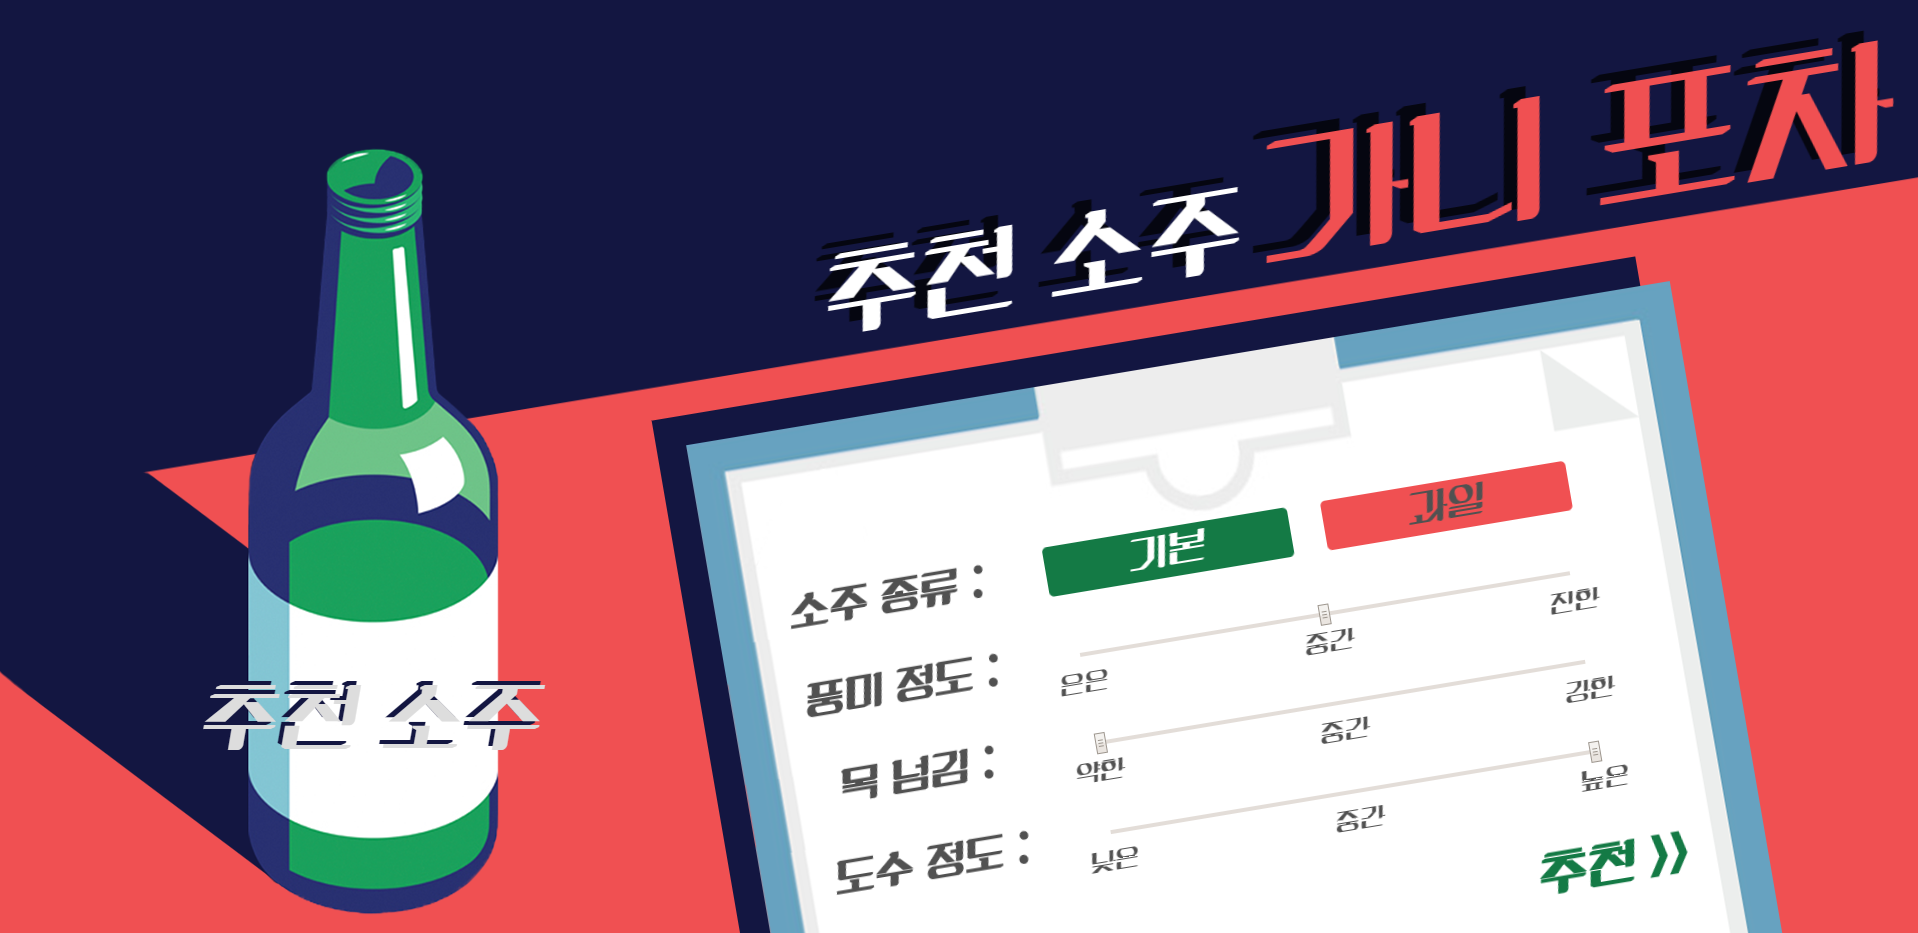 추천 소주 개니 포차
추천 소주
소주 종류 : 기본 과일
풍미 정도 : 은은 중간 진한
목 넘김 : 약한 중간 강한
도수 정도 : 낮은 중간 높은
추천 》